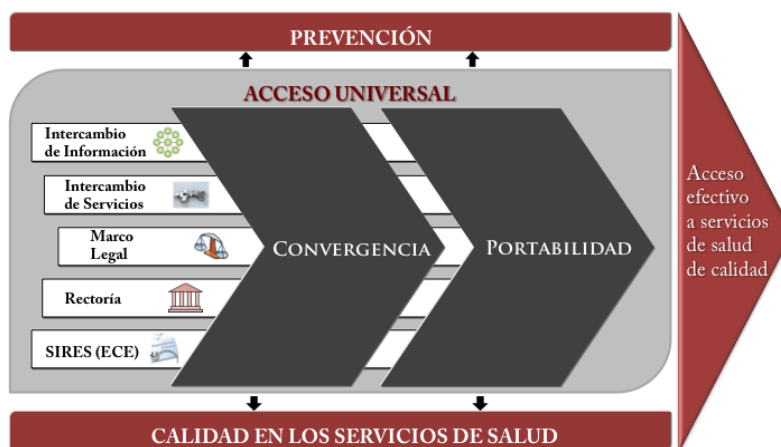 PREVENCIÓN
ACCESO UNIVERSAL
Intercambio
de Información
Intercambio
de Servicios
Marco
Legal
Rectoría
SIRES (ECE)
CONVERGENCIA
PORTABILIDAD
Acceso
efectivo
a servicios
de salud
de calidad
CALIDAD EN LOS SERVICIOS DE SALUD